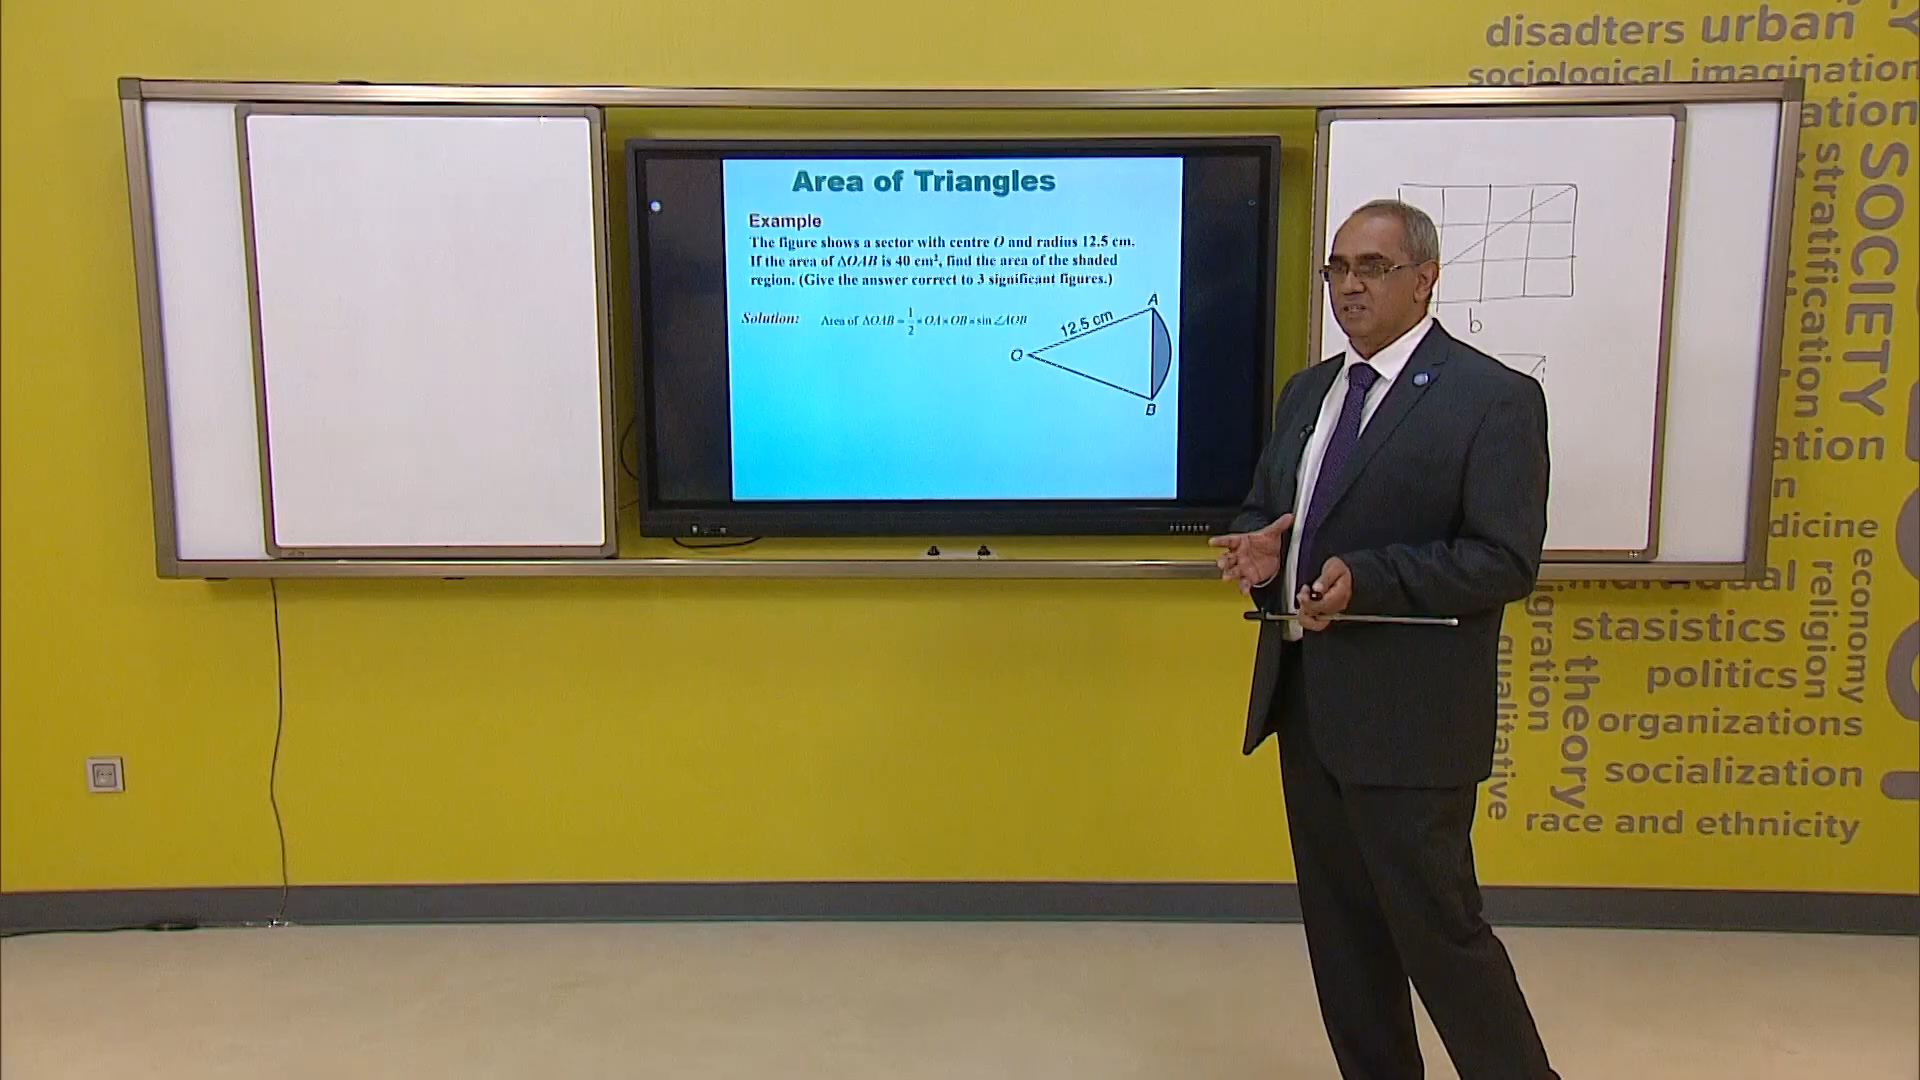 Area of Triangles
Example
The figure shows a sector with centre O and radius 12.5 cm.
If the area of ΔOAB is 40 cm², find the area of the shaded
region. (Give the answer correct to 3 significant figures.)
Solution: Area of ΔOAB = 1/2 × OA × OB × sin ∠AOB
12.5 cm
A
O
B
b
disadters urban
sociological imagination
ation
SOCIETY
stratification
ation
n
dicine
individual
religion
economy
stasistics
igration
theory
qualitative
politics
organizations
socialization
race and ethnicity